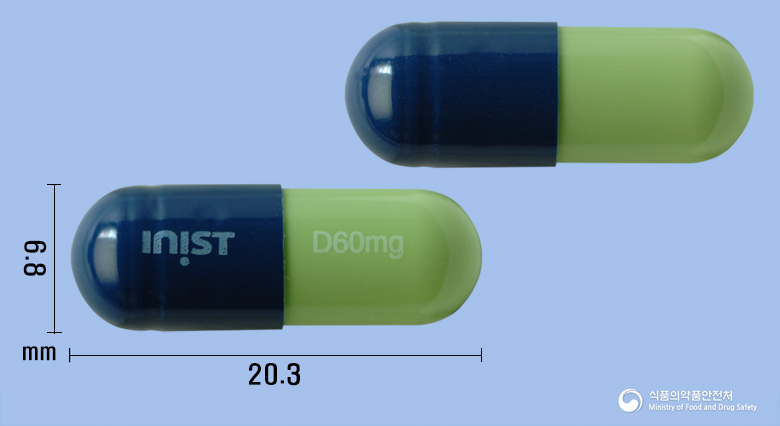 INIST D60mg
6.8
mm
20.3
식품의약품안전처
Ministry of Food and Drug Safety